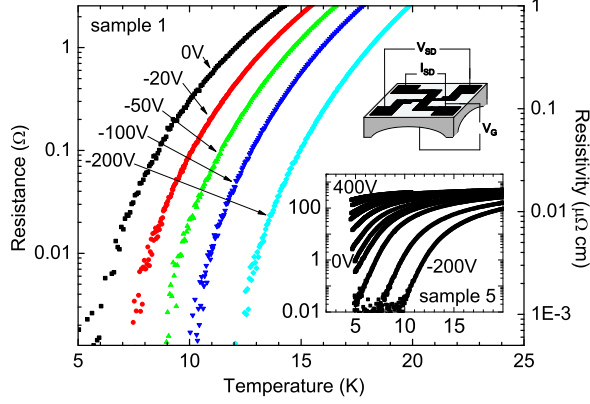 sample 1
0V
-20V
-50V
-100V
-200V
Resistance (Ω)
1
0.1
0.01
5
10
15
20
25
Temperature (K)
1
0.1
0.01
1E-3
Resistivity (μΩ cm)
V_SD
I_SD
V_G
400V
0V
-200V
sample 5
100
1
0.01
5
10
15